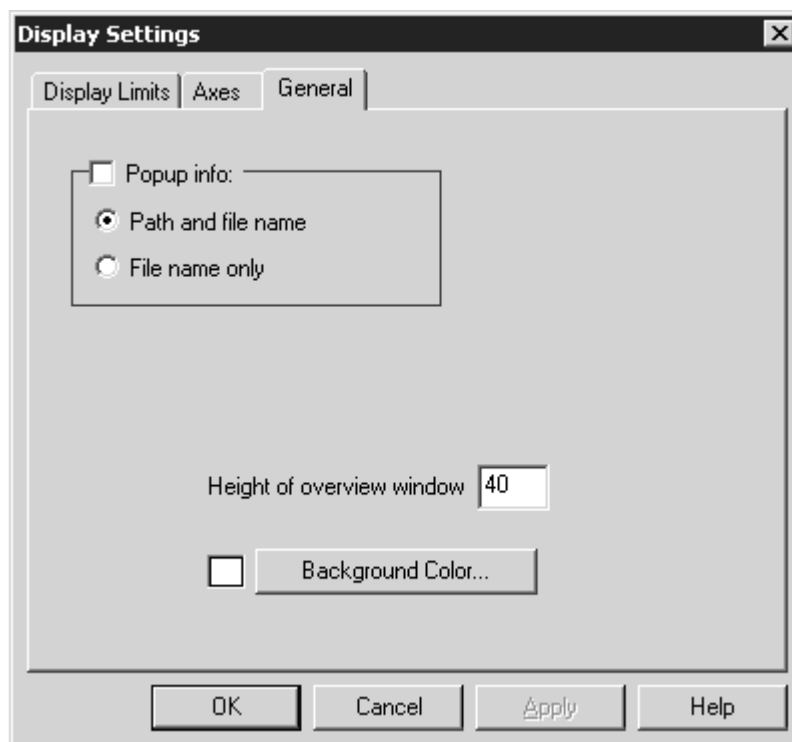 Display Settings
Display Limits Axes General
Popup info:
Path and file name
File name only
Height of overview window 40
Background Color...
OK Cancel Apply Help